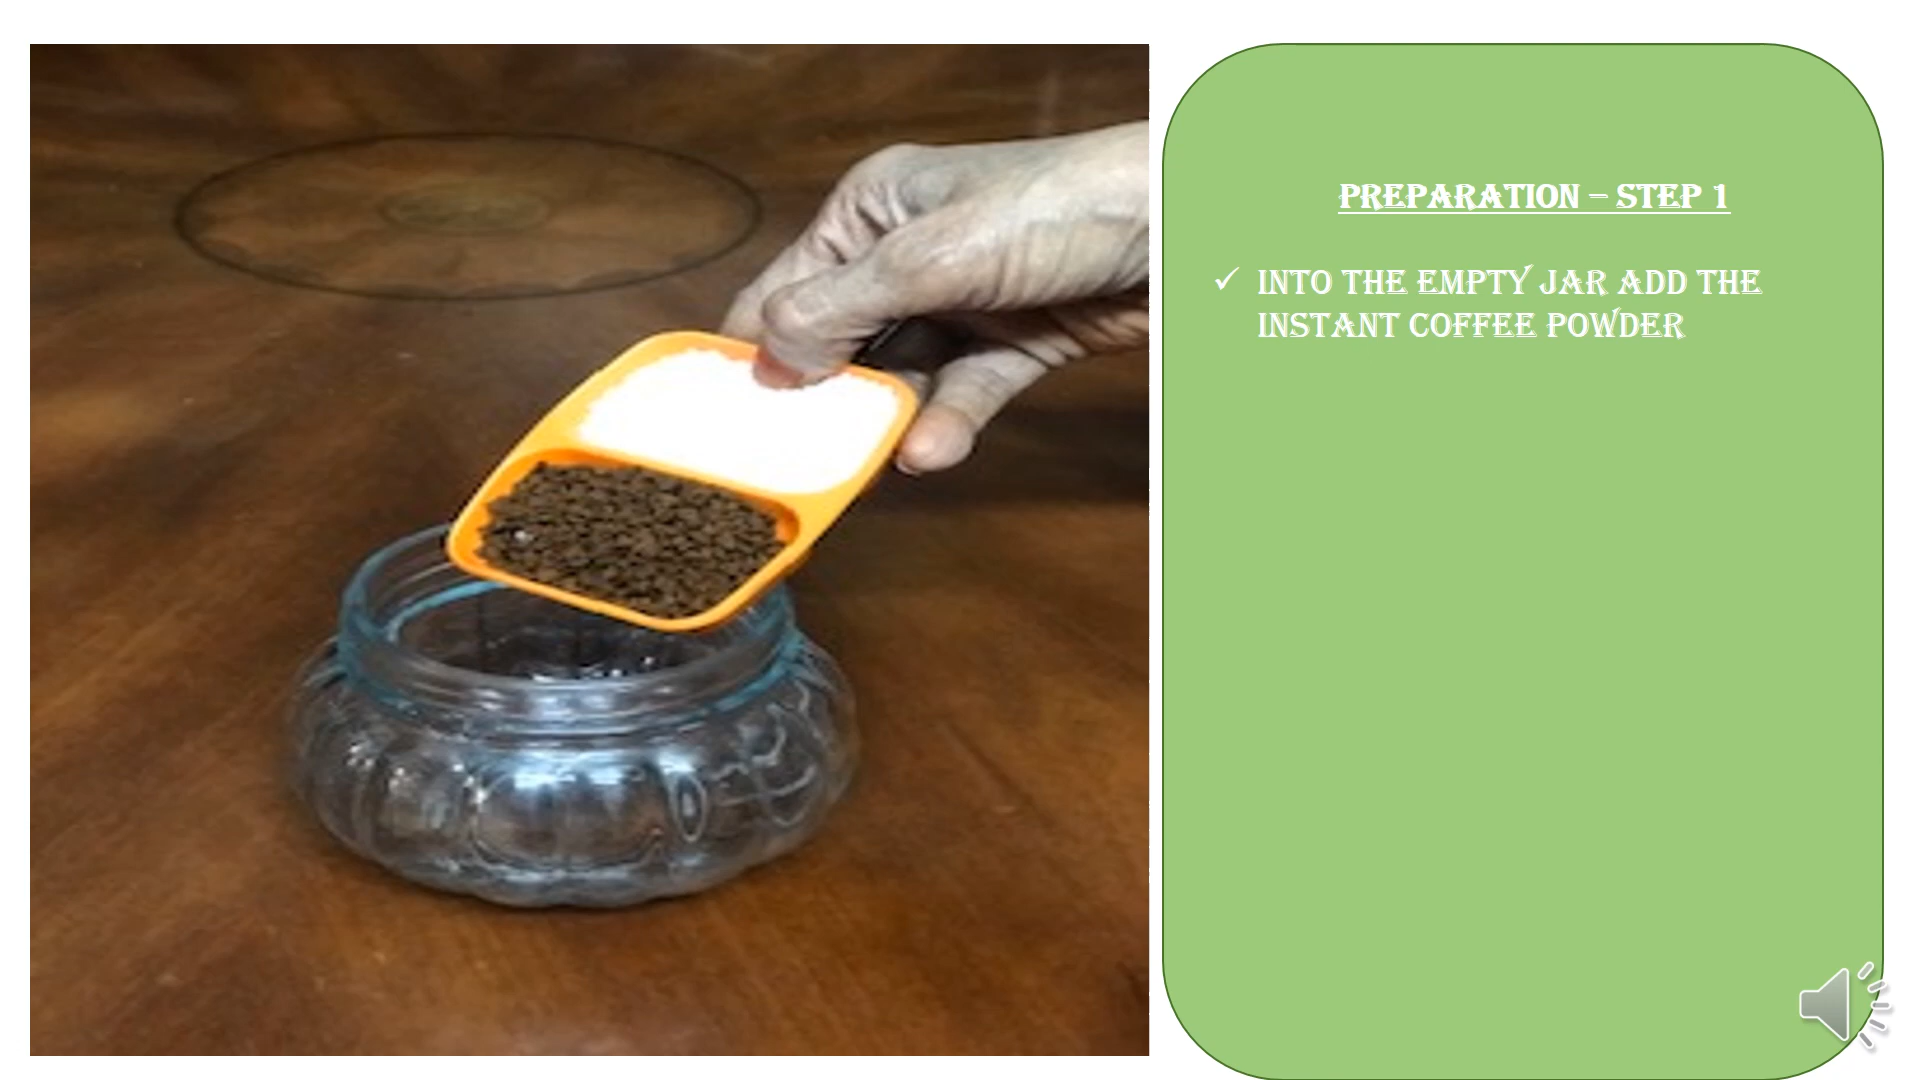 PREPARATION – STEP 1
✓ INTO THE EMPTY JAR ADD THE
INSTANT COFFEE POWDER